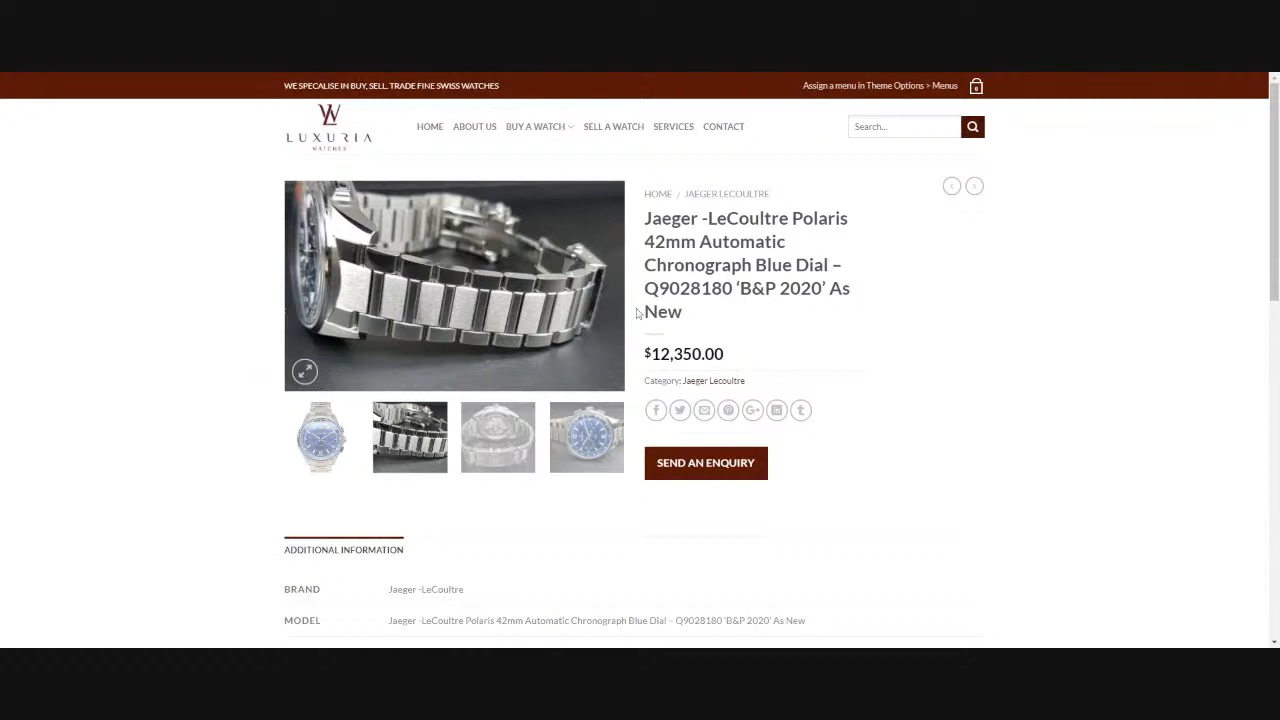 WE SPECALISE IN BUY, SELL. TRADE FINE SWISS WATCHES
Assign a menu in Theme Options > Menus
0
LUXURIA
WATCHES
HOME
ABOUT US
BUY A WATCH
SELL A WATCH
SERVICES
CONTACT
Search...
HOME / JAEGER LECOULTRE
Jaeger -LeCoultre Polaris
42mm Automatic
Chronograph Blue Dial –
Q9028180 ‘B&P 2020’ As
New
$12,350.00
Category: Jaeger Lecoultre
SEND AN ENQUIRY
ADDITIONAL INFORMATION
BRAND
Jaeger -LeCoultre
MODEL
Jaeger -LeCoultre Polaris 42mm Automatic Chronograph Blue Dial – Q9028180 ‘B&P 2020’ As New